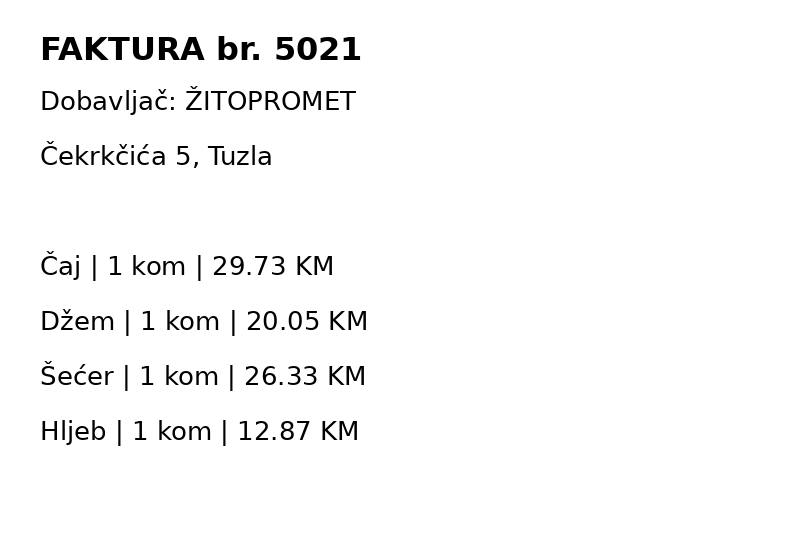 FAKTURA br. 5021
Dobavljač: ŽITOPROMET
Čekrkčića 5, Tuzla
Čaj | 1 kom | 29.73 KM
Džem | 1 kom | 20.05 KM
Šećer | 1 kom | 26.33 KM
Hljeb | 1 kom | 12.87 KM